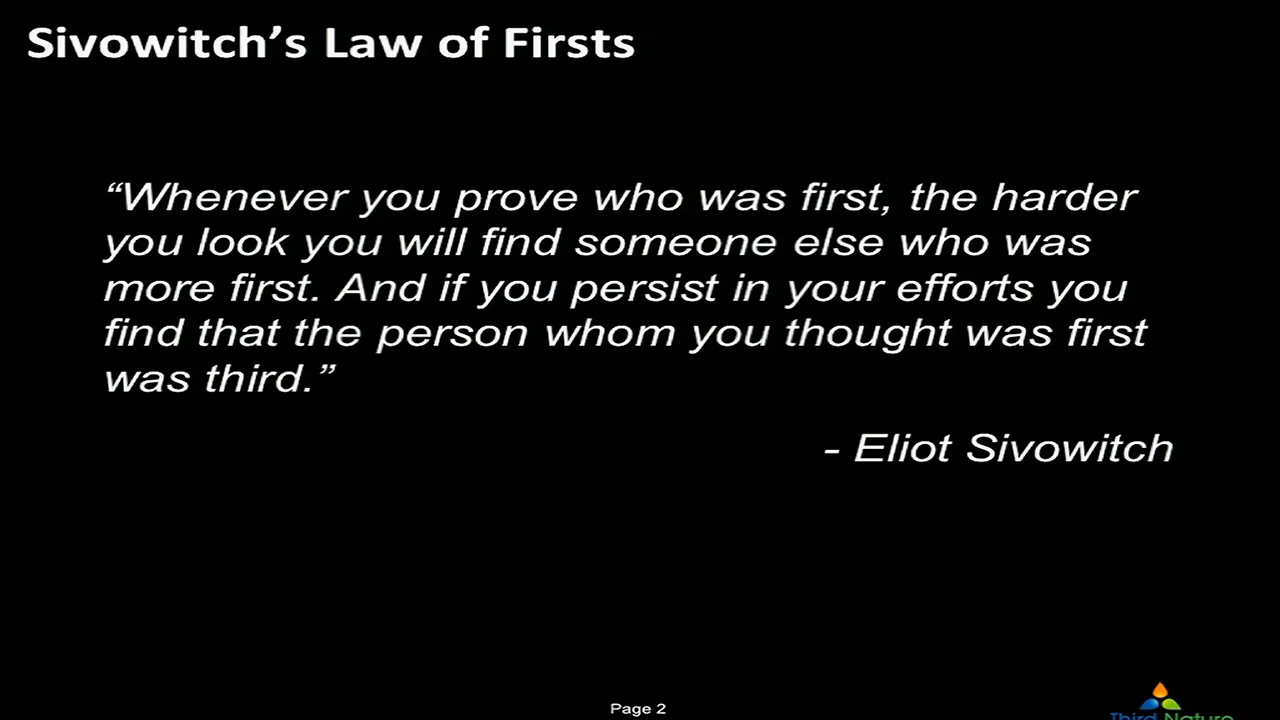 Sivowitch’s Law of Firsts
“Whenever you prove who was first, the harder
you look you will find someone else who was
more first. And if you persist in your efforts you
find that the person whom you thought was first
was third.”
- Eliot Sivowitch
Page 2
Third Nature